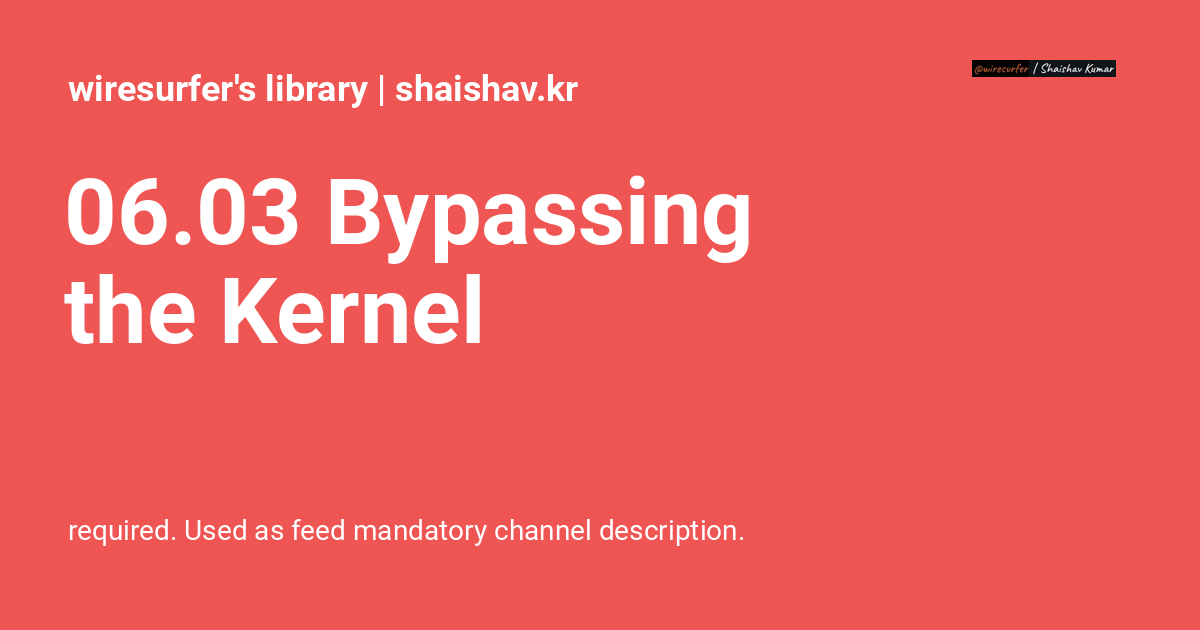 wiresurfer's library | shaishav.kr
@wiresurfer | Shaishav Kumar
06.03 Bypassing
the Kernel
required. Used as feed mandatory channel description.